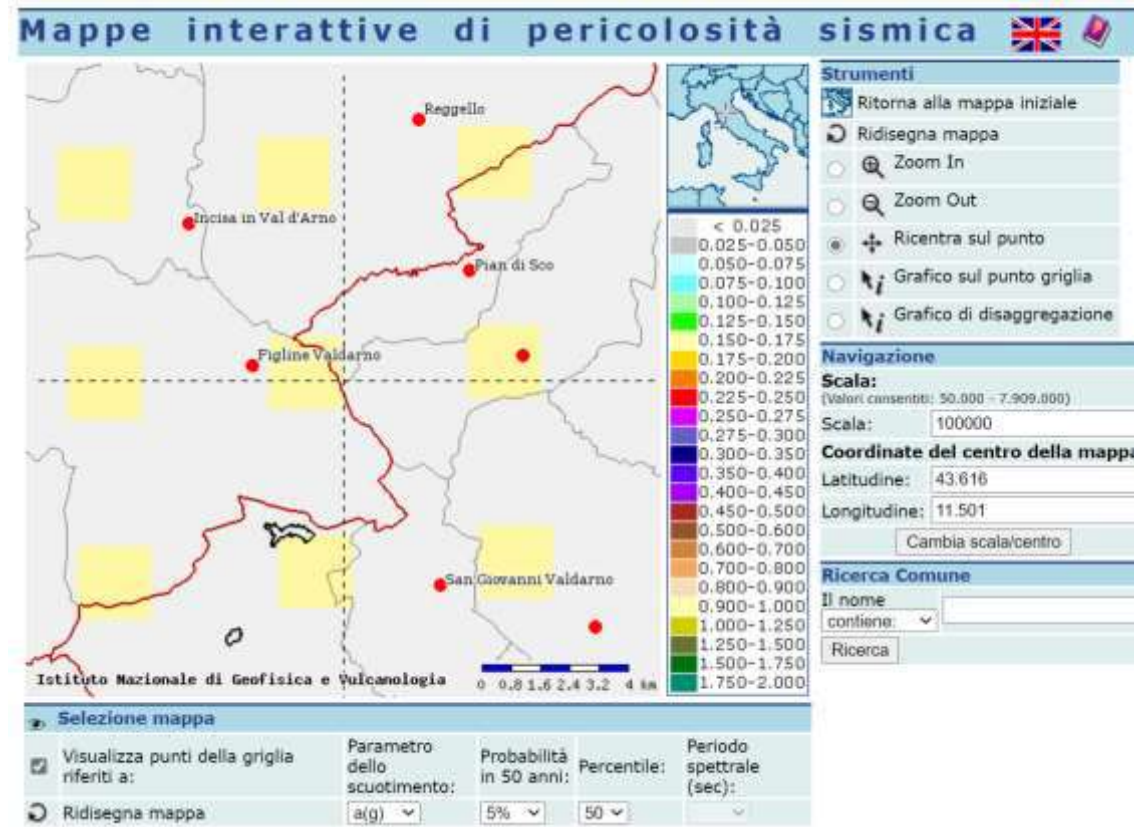 Mappe interattive di pericolosità sismica
Reggello
Incisa in Val d'Arno
Pian di Sco
Figline Valdarno
San Giovanni Valdarno
Istituto Nazionale di Geofisica e Vulcanologia
0 0.8 1.6 2.4 3.2 4 km
< 0.025
0.025-0.050
0.050-0.075
0.075-0.100
0.100-0.125
0.125-0.150
0.150-0.175
0.175-0.200
0.200-0.225
0.225-0.250
0.250-0.275
0.275-0.300
0.300-0.350
0.350-0.400
0.400-0.450
0.450-0.500
0.500-0.600
0.600-0.700
0.700-0.800
0.800-0.900
0.900-1.000
1.000-1.250
1.250-1.500
1.500-1.750
1.750-2.000
Strumenti
Ritorna alla mappa iniziale
Ridisegna mappa
Zoom In
Zoom Out
Ricentra sul punto
Grafico sul punto griglia
Grafico di disaggregazione
Navigazione
Scala:
(Valori consentiti: 50.000 - 7.909.000)
Scala: 100000
Coordinate del centro della mappa
Latitudine: 43.616
Longitudine: 11.501
Cambia scala/centro
Ricerca Comune
Il nome
contiene:
Ricerca
Selezione mappa
Visualizza punti della griglia
riferiti a:
Parametro
dello
scuotimento:
Probabilità
in 50 anni:
Percentile:
Periodo
spettrale
(sec):
Ridisegna mappa
a(g)
5%
50